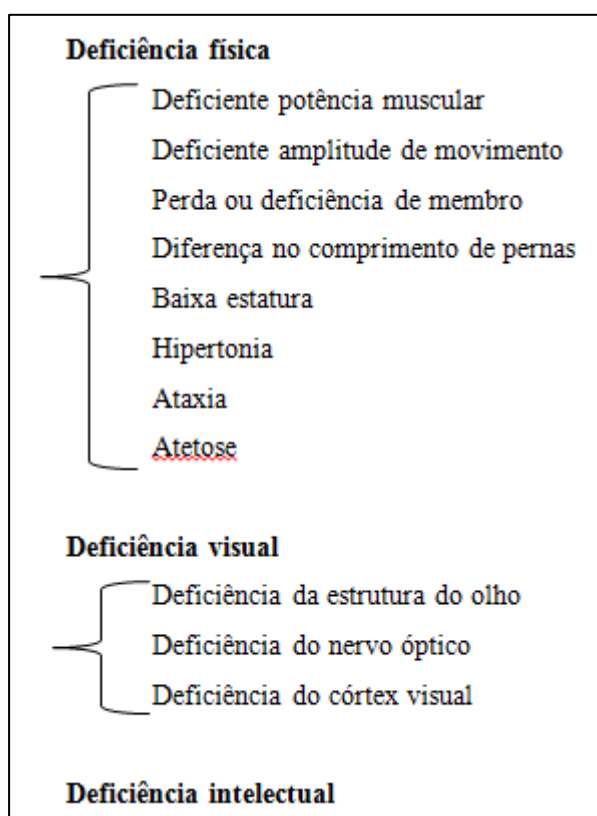 Deficiência física
Deficiente potência muscular
Deficiente amplitude de movimento
Perda ou deficiência de membro
Diferença no comprimento de pernas
Baixa estatura
Hipertonia
Ataxia
Atetose
Deficiência visual
Deficiência da estrutura do olho
Deficiência do nervo óptico
Deficiência do córtex visual
Deficiência intelectual